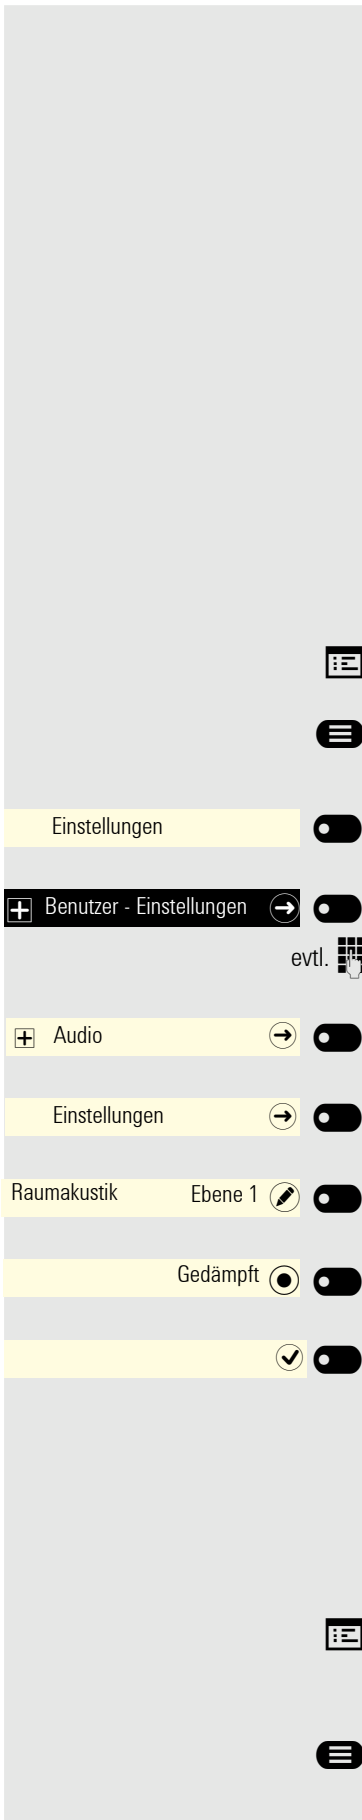 Einstellungen
Benutzer - Einstellungen
evtl.
Audio
Einstellungen
Raumakustik Ebene 1
Gedämpft